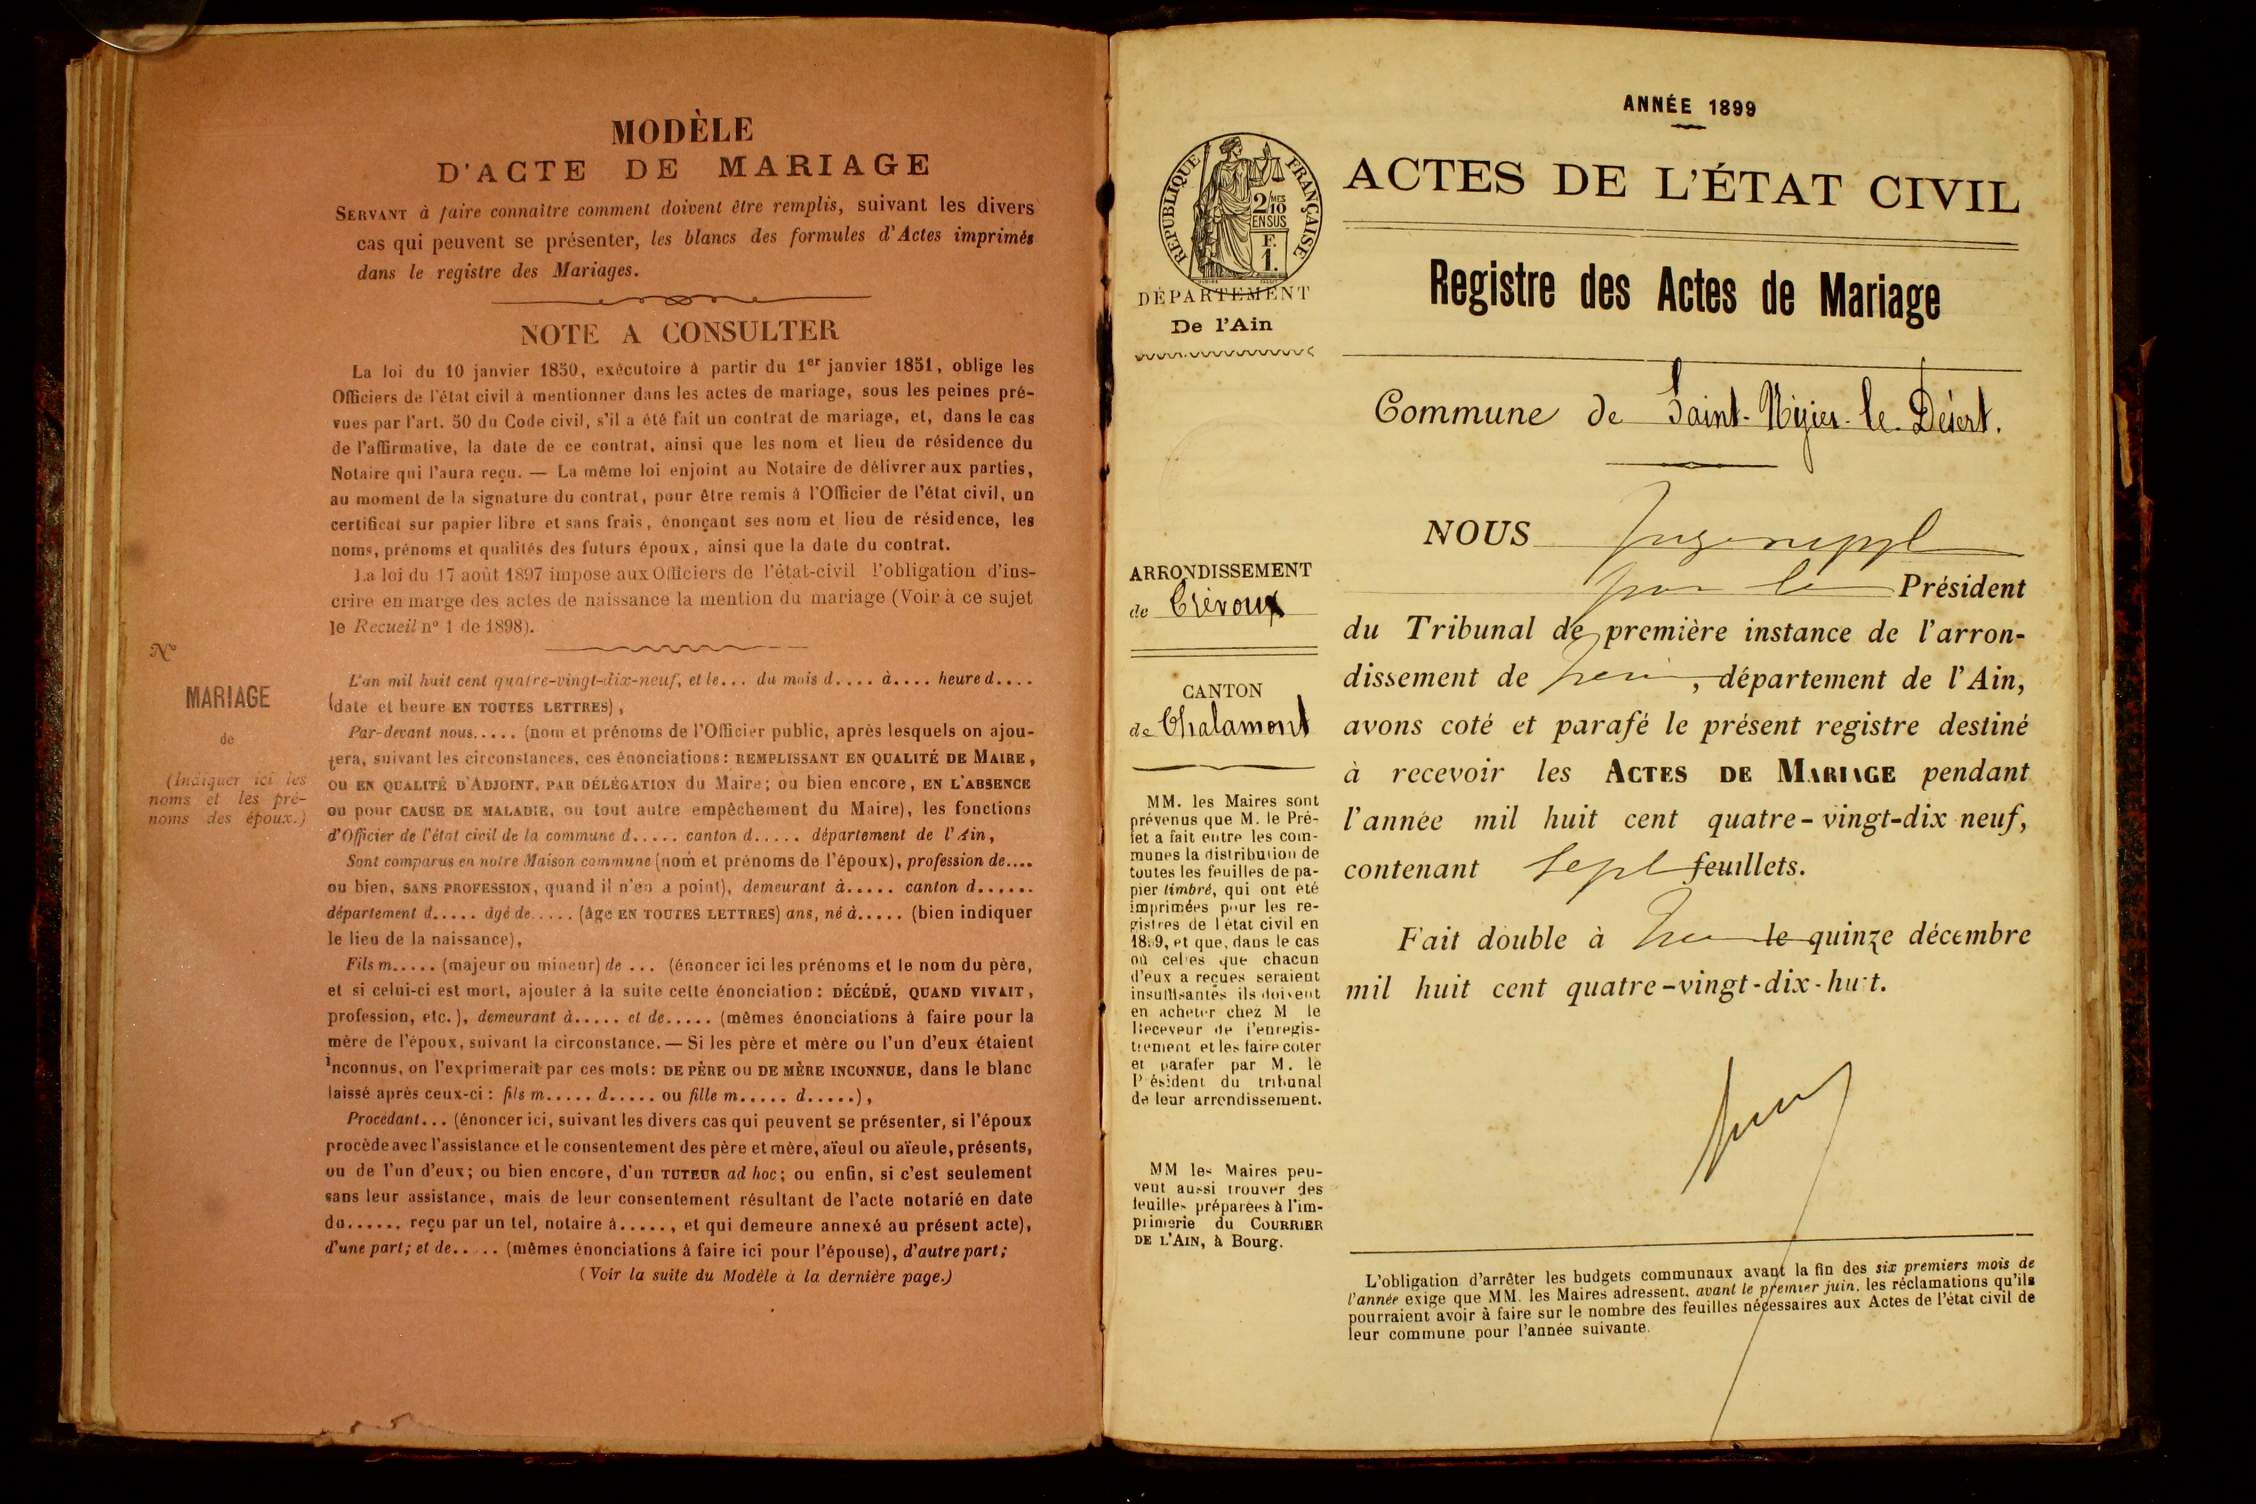 MODÈLE
D'ACTE DE MARIAGE
SERVANT à faire connaître comment doivent être remplis, suivant les divers
cas qui peuvent se présenter, les blancs des formules d'Actes imprimés
dans le registre des Mariages.
NOTE A CONSULTER
La loi du 10 janvier 1850, exécutoire à partir du 1er janvier 1851, oblige les
Officiers de l'état civil à mentionner dans les actes de mariage, sous les peines pré-
vues par l'art. 50 du Code civil, s'il a été fait un contrat de mariage, et, dans le cas
de l'affirmative, la date de ce contrat, ainsi que les nom et lieu de résidence du
Notaire qui l'aura reçu. — La même loi enjoint au Notaire de délivrer aux parties,
au moment de la signature du contrat, pour être remis à l'Officier de l'état civil, un
certificat sur papier libre et sans frais, énonçant ses nom et lieu de résidence, les
noms, prénoms et qualités des futurs époux, ainsi que la date du contrat.
La loi du 17 août 1897 impose aux Officiers de l'état-civil l'obligation d'ins-
crire en marge des actes de naissance la mention du mariage (Voir à ce sujet
le Recueil n° 1 de 1898).
N°
MARIAGE
de
(Indiquer ici les
noms et les pré-
noms des époux.)
L'an mil huit cent quatre-vingt-dix-neuf, et le... du mois d.... à.... heure d....
(date et heure EN TOUTES LETTRES),
Par-devant nous..... (nom et prénoms de l'Officier public, après lesquels on ajou-
tera, suivant les circonstances, ces énonciations: REMPLISSANT EN QUALITÉ DE MAIRE,
OU EN QUALITÉ D'ADJOINT, PAR DÉLÉGATION du Maire; ou bien encore, EN L'ABSENCE
ou pour CAUSE DE MALADIE, ou tout autre empêchement du Maire), les fonctions
d'Officier de l'état civil de la commune d..... canton d..... département de l'Ain,
Sont comparus en notre Maison commune (nom et prénoms de l'époux), profession de....
ou bien, SANS PROFESSION, quand il n'en a point), demeurant à..... canton d......
département d..... âgé de..... (âge EN TOUTES LETTRES) ans, né à..... (bien indiquer
le lieu de la naissance),
Fils m..... (majeur ou mineur) de ... (énoncer ici les prénoms et le nom du père,
et si celui-ci est mort, ajouter à la suite cette énonciation: DÉCÉDÉ, QUAND VIVAIT,
profession, etc.), demeurant à..... et de..... (mêmes énonciations à faire pour la
mère de l'époux, suivant la circonstance. — Si les père et mère ou l'un d'eux étaient
inconnus, on l'exprimerait par ces mots: DE PÈRE OU DE MÈRE INCONNUE, dans le blanc
laissé après ceux-ci: fils m..... d..... ou fille m..... d.....),
Procédant... (énoncer ici, suivant les divers cas qui peuvent se présenter, si l'époux
procède avec l'assistance et le consentement des père et mère, aïeul ou aïeule, présents,
ou de l'un d'eux; ou bien encore, d'un TUTEUR ad hoc; ou enfin, si c'est seulement
sans leur assistance, mais de leur consentement résultant de l'acte notarié en date
du...... reçu par un tel, notaire à....., et qui demeure annexé au présent acte),
d'une part; et de..... (mêmes énonciations à faire ici pour l'épouse), d'autre part;
(Voir la suite du Modèle à la dernière page.)
ANNÉE 1899
RÉPUBLIQUE FRANÇAISE
2 MES
10
EN SUS
F.
1.
DÉPARTEMENT
De l'Ain
ACTES DE L'ÉTAT CIVIL
Registre des Actes de Mariage
Commune de Saint-Nizier-le-Désert.
ARRONDISSEMENT
de Trévoux
CANTON
de Chalamont
MM. les Maires sont
prévenus que M. le Pré-
fet a fait entre les com-
munes la distribution de
toutes les feuilles de pa-
pier timbré, qui ont été
imprimées pour les re-
gistres de l'état civil en
1899, et que, dans le cas
où celles que chacun
d'eux a reçues seraient
insuffisantes ils doivent
en acheter chez M le
Receveur de l'enregis-
trement et les faire coter
et parafer par M. le
Président du tribunal
de leur arrondissement.
MM les Maires peu-
vent aussi trouver des
feuilles préparées à l'im-
primerie du COURRIER
DE L'AIN, à Bourg.
NOUS Juge suppl
pour le Président
du Tribunal de première instance de l'arron-
dissement de , département de l'Ain,
avons coté et parafé le présent registre destiné
à recevoir les ACTES DE MARIAGE pendant
l'année mil huit cent quatre-vingt-dix neuf,
contenant Sept feuillets.
Fait double à le quinze décembre
mil huit cent quatre-vingt-dix-huit.
L'obligation d'arrêter les budgets communaux avant la fin des six premiers mois de
l'année exige que MM. les Maires adressent, avant le premier juin, les réclamations qu'ils
pourraient avoir à faire sur le nombre des feuilles nécessaires aux Actes de l'état civil de
leur commune pour l'année suivante.